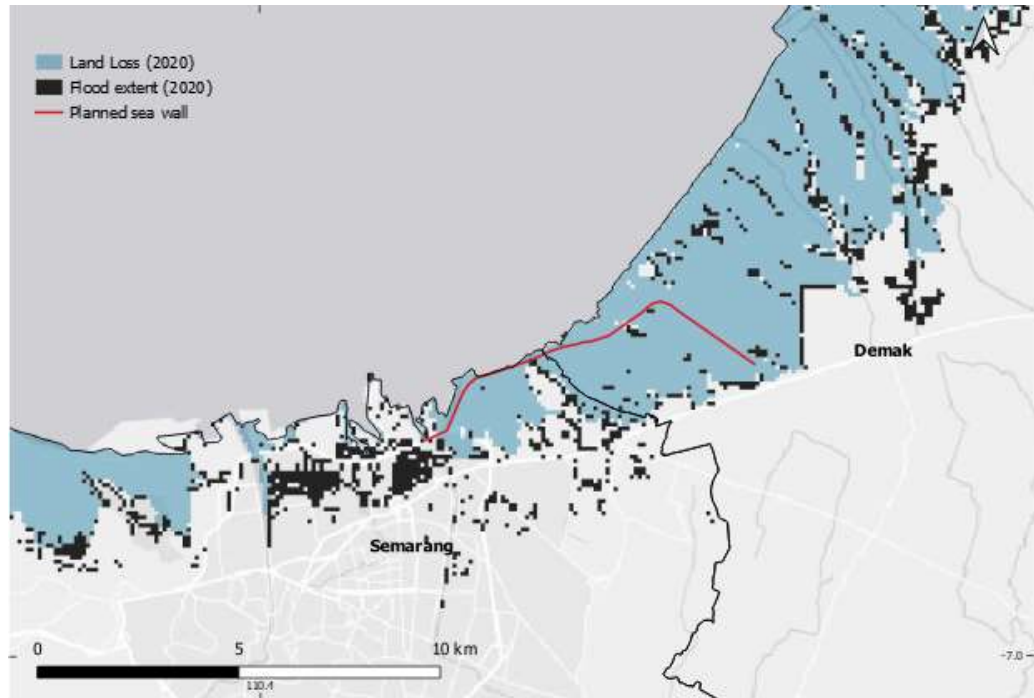 Land Loss (2020)
Flood extent (2020)
Planned sea wall
Demak
Semarang
0 5 10 km
-7.0
110.4